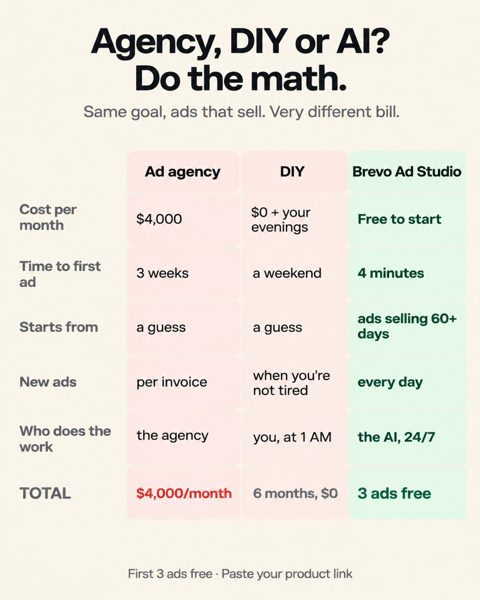 Agency, DIY or AI?
Do the math.
Same goal, ads that sell. Very different bill.
Ad agency DIY Brevo Ad Studio
Cost per month $4,000 $0 + your evenings Free to start
Time to first ad 3 weeks a weekend 4 minutes
Starts from a guess a guess ads selling 60+ days
New ads per invoice when you're not tired every day
Who does the work the agency you, at 1 AM the AI, 24/7
TOTAL $4,000/month 6 months, $0 3 ads free
First 3 ads free · Paste your product link